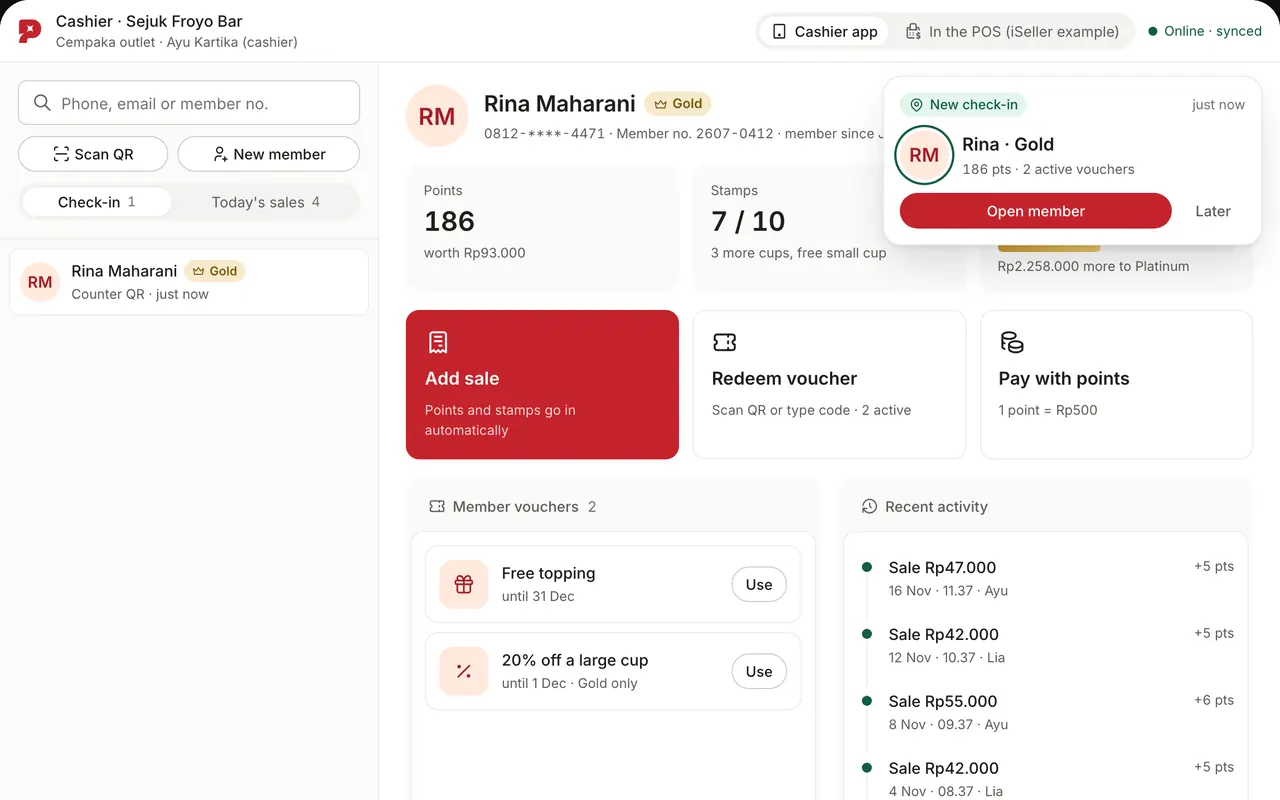 Cashier · Sejuk Froyo Bar
Cempaka outlet · Ayu Kartika (cashier)
Cashier app
In the POS (iSeller example)
Online · synced
Phone, email or member no.
Scan QR
New member
Check-in 1
Today's sales 4
RM
Rina Maharani
Gold
Counter QR · just now
RM
Rina Maharani
Gold
0812-****-4471 · Member no. 2607-0412 · member since
New check-in
just now
RM
Rina · Gold
186 pts · 2 active vouchers
Open member
Later
Points
186
worth Rp93.000
Stamps
7 / 10
3 more cups, free small cup
Rp2.258.000 more to Platinum
Add sale
Points and stamps go in
automatically
Redeem voucher
Scan QR or type code · 2 active
Pay with points
1 point = Rp500
Member vouchers 2
Free topping
until 31 Dec
Use
20% off a large cup
until 1 Dec · Gold only
Use
Recent activity
Sale Rp47.000
+5 pts
16 Nov · 11.37 · Ayu
Sale Rp42.000
+5 pts
12 Nov · 10.37 · Lia
Sale Rp55.000
+6 pts
8 Nov · 09.37 · Ayu
Sale Rp42.000
+5 pts
4 Nov · 08.37 · Lia